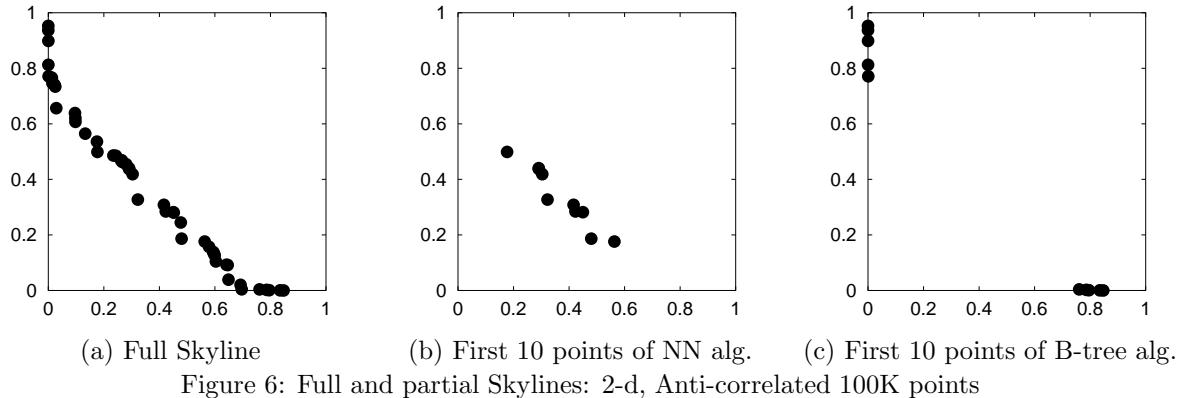 1
0.8
0.6
0.4
0.2
0
0 0.2 0.4 0.6 0.8 1
(a) Full Skyline
1
0.8
0.6
0.4
0.2
0
0 0.2 0.4 0.6 0.8 1
(b) First 10 points of NN alg.
1
0.8
0.6
0.4
0.2
0
0 0.2 0.4 0.6 0.8 1
(c) First 10 points of B-tree alg.
Figure 6: Full and partial Skylines: 2-d, Anti-correlated 100K points